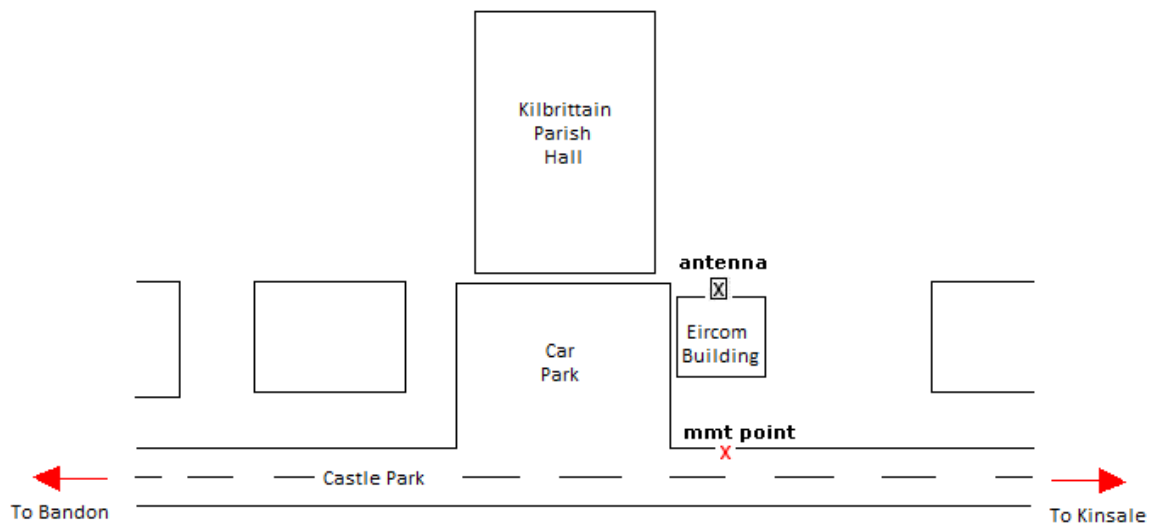 Kilbrittain
Parish
Hall
antenna
X
Eircom
Building
Car
Park
mmt point
X
Castle Park
To Bandon
To Kinsale